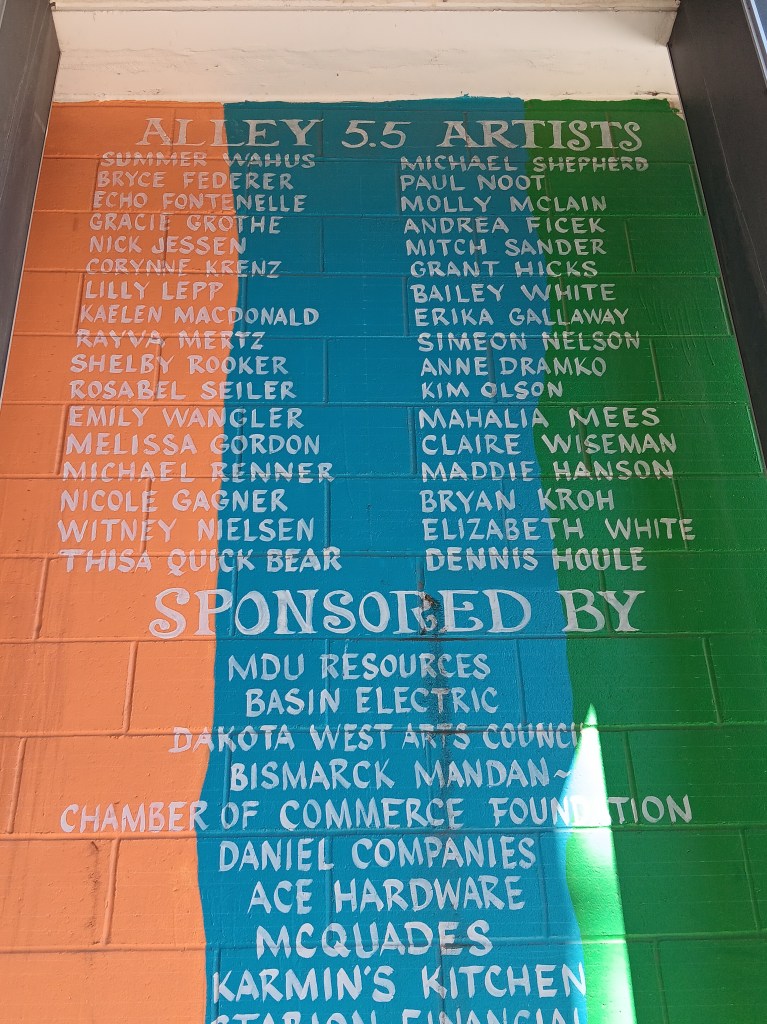 ALLEY 5.5 ARTISTS
SUMMER WAHUS
BRYCE FEDERER
ECHO FONTENELLE
GRACIE GROTHE
NICK JESSEN
CORYNNE KRENZ
LILLY LEPP
KAELEN MACDONALD
RAYVA MERTZ
SHELBY ROOKER
ROSABEL SEILER
EMILY WANGLER
MELISSA GORDON
MICHAEL RENNER
NICOLE GAGNER
WITNEY NIELSEN
THISA QUICK BEAR
MICHAEL SHEPHERD
PAUL NOOT
MOLLY MCLAIN
ANDREA FICEK
MITCH SANDER
GRANT HICKS
BAILEY WHITE
ERIKA GALLAWAY
SIMEON NELSON
ANNE DRAMKO
KIM OLSON
MAHALIA MEES
CLAIRE WISEMAN
MADDIE HANSON
BRYAN KROH
ELIZABETH WHITE
DENNIS HOULE
SPONSORED BY
MDU RESOURCES
BASIN ELECTRIC
DAKOTA WEST ARTS COUNCIL
BISMARCK MANDAN~
CHAMBER OF COMMERCE FOUNDATION
DANIEL COMPANIES
ACE HARDWARE
MCQUADES
KARMIN'S KITCHEN
STARION FINANCIAL